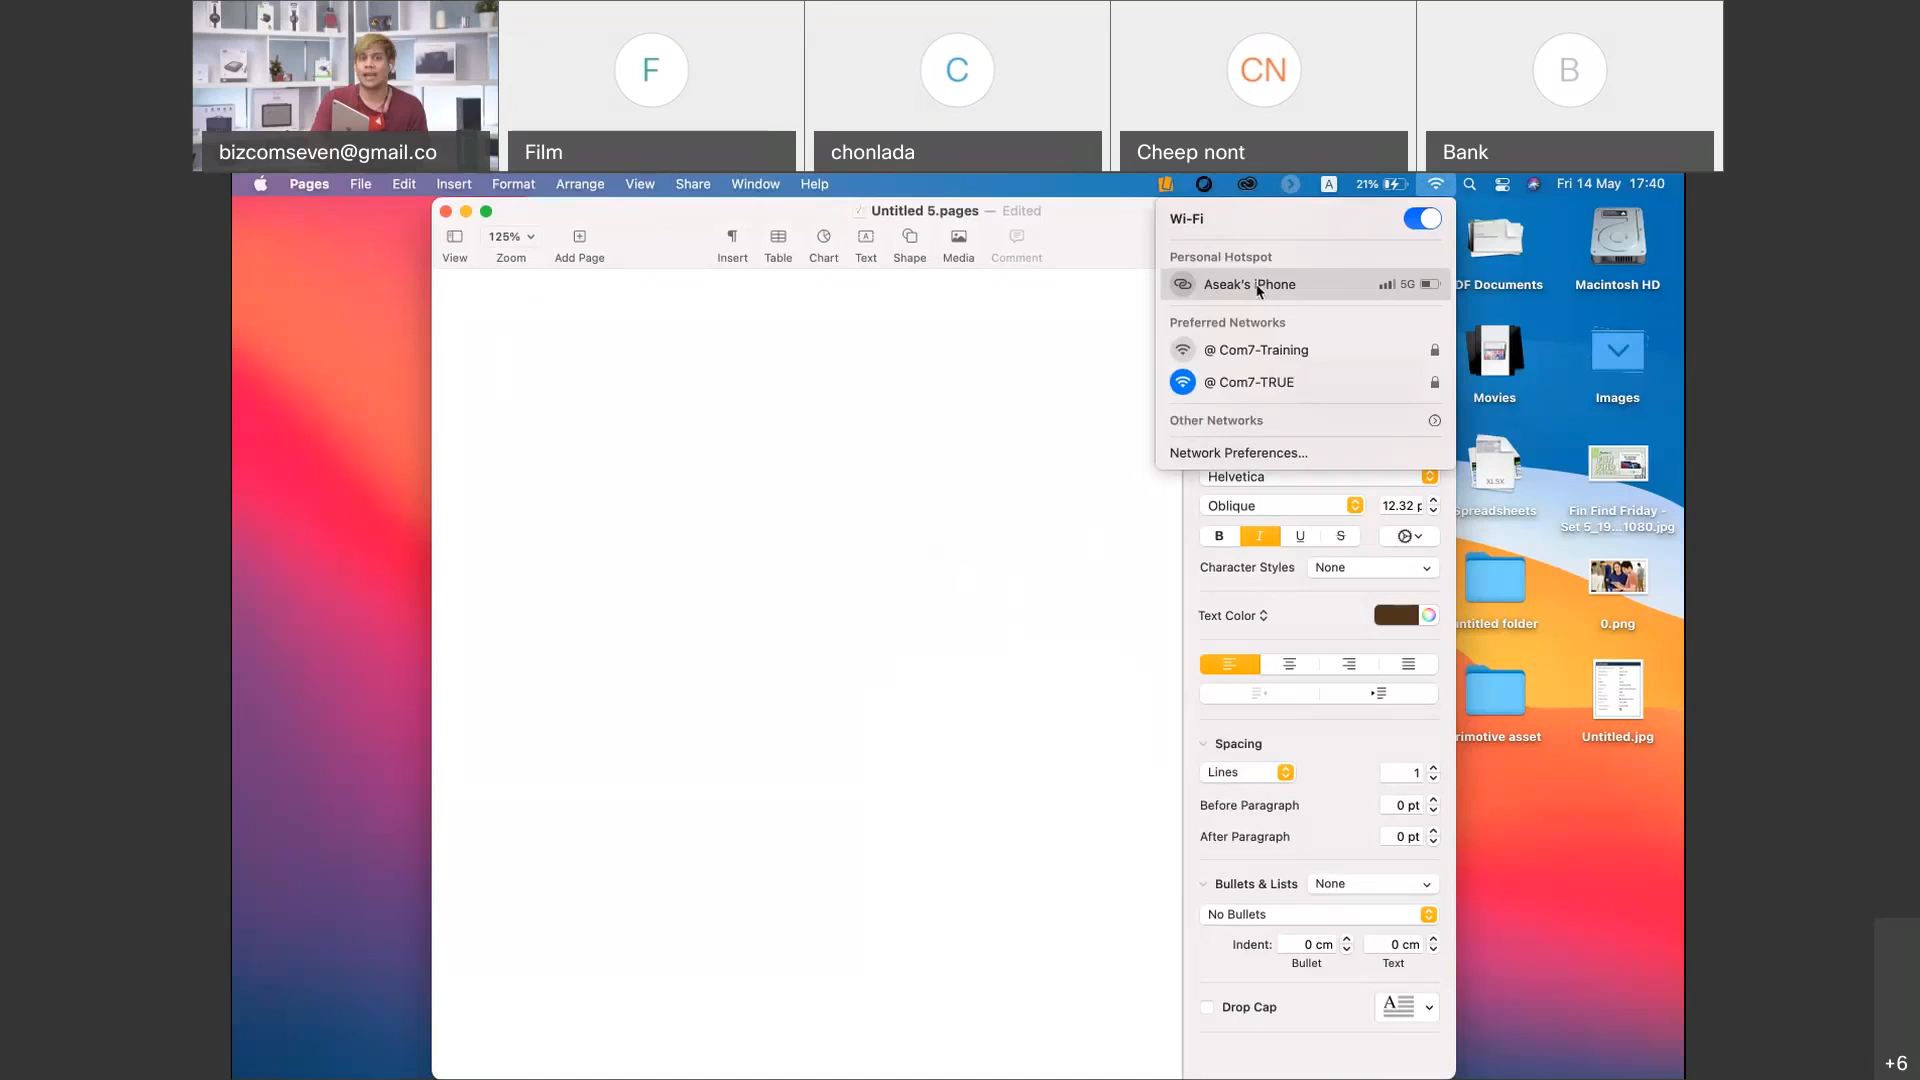 F
C
CN
B
bizcomseven@gmail.co
Film
chonlada
Cheep nont
Bank
Pages
File
Edit
Insert
Format
Arrange
View
Share
Window
Help
A
21%
Fri 14 May 17:40
Untitled 5.pages — Edited
125%
View
Zoom
Add Page
Insert
Table
Chart
Text
Shape
Media
Comment
Wi-Fi
Personal Hotspot
Aseak's iPhone
5G
Preferred Networks
@ Com7-Training
@ Com7-TRUE
Other Networks
Network Preferences...
Helvetica
Oblique
12.32 p
B
I
U
S
Character Styles
None
Text Color
Spacing
Lines
1
Before Paragraph
0 pt
After Paragraph
0 pt
Bullets & Lists
None
No Bullets
Indent:
0 cm
0 cm
Bullet
Text
Drop Cap
A
DF Documents
Macintosh HD
Movies
Images
XLSX
Spreadsheets
Fin Find Friday -
Set 5_19...1080.jpg
untitled folder
0.png
rimotive asset
Untitled.jpg
+6